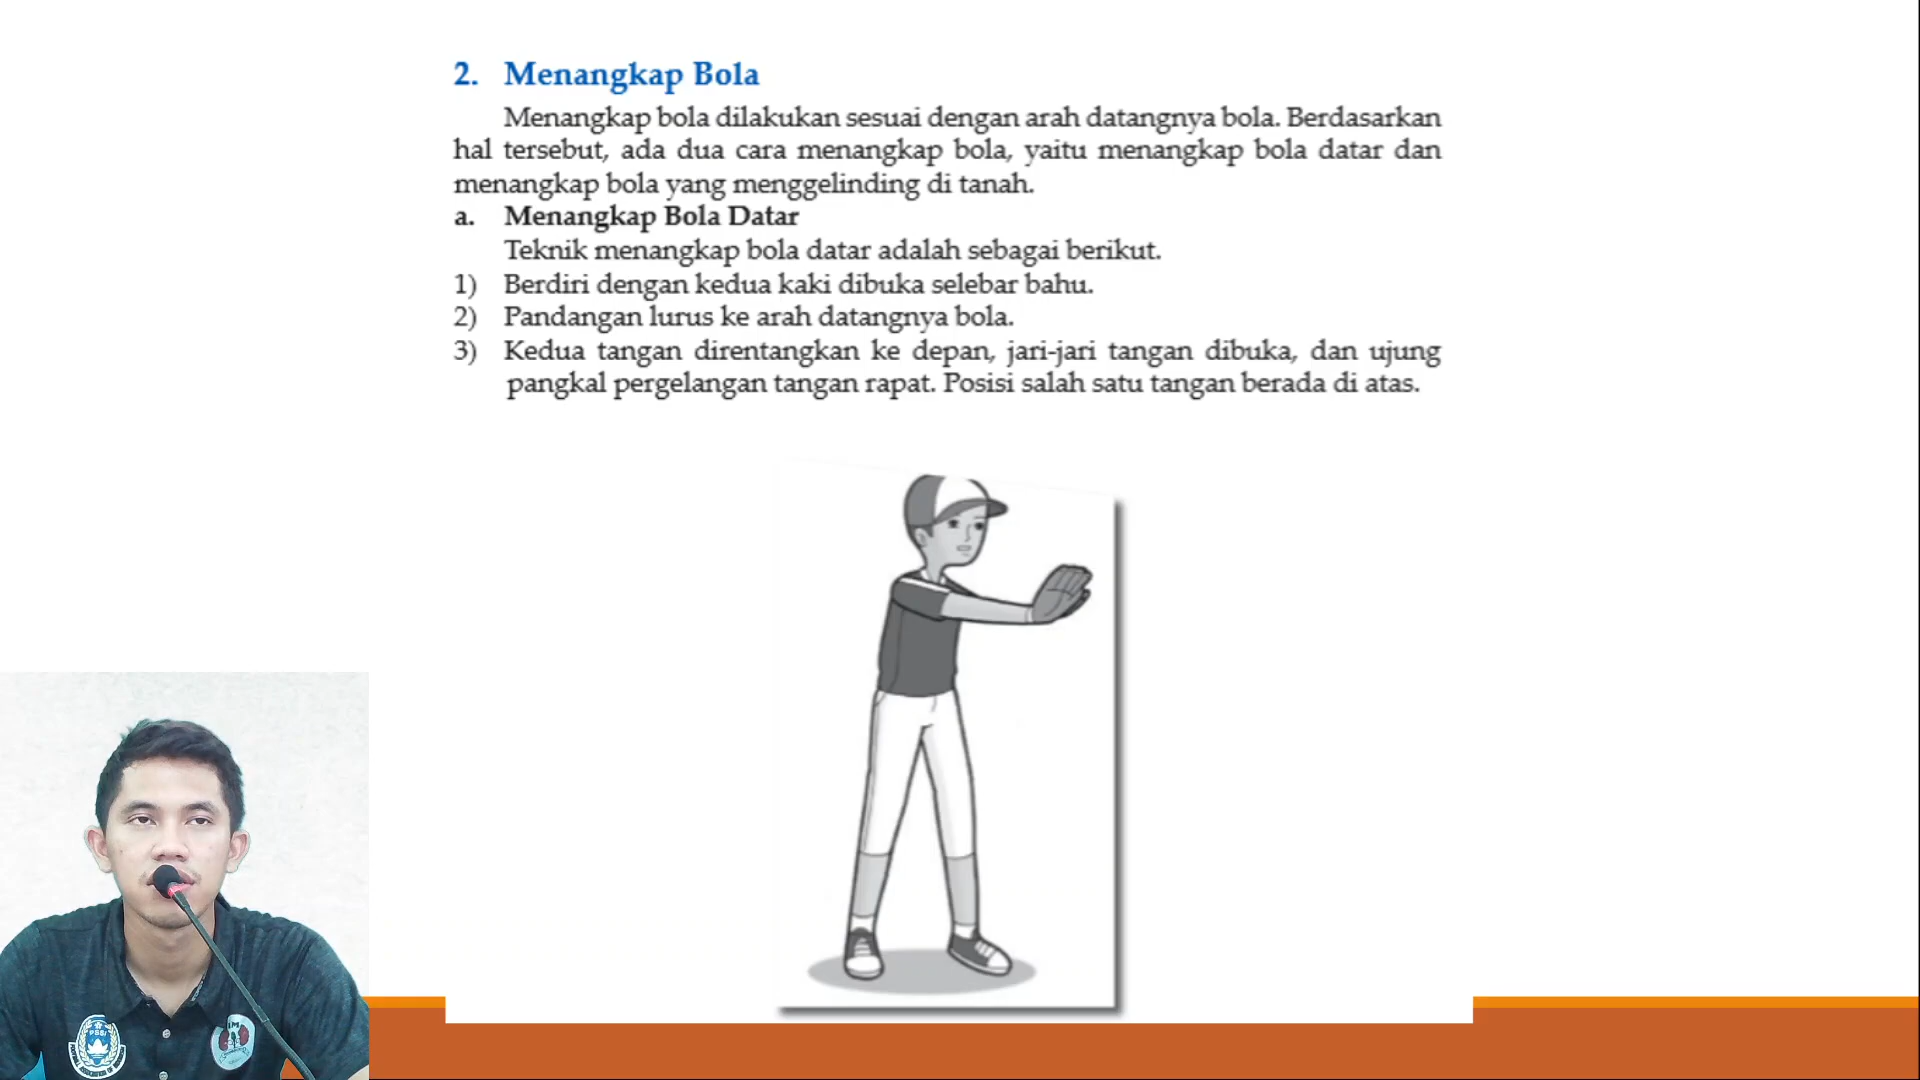 2. Menangkap Bola
Menangkap bola dilakukan sesuai dengan arah datangnya bola. Berdasarkan
hal tersebut, ada dua cara menangkap bola, yaitu menangkap bola datar dan
menangkap bola yang menggelinding di tanah.
a. Menangkap Bola Datar
Teknik menangkap bola datar adalah sebagai berikut.
1) Berdiri dengan kedua kaki dibuka selebar bahu.
2) Pandangan lurus ke arah datangnya bola.
3) Kedua tangan direntangkan ke depan, jari-jari tangan dibuka, dan ujung
pangkal pergelangan tangan rapat. Posisi salah satu tangan berada di atas.
PSSI